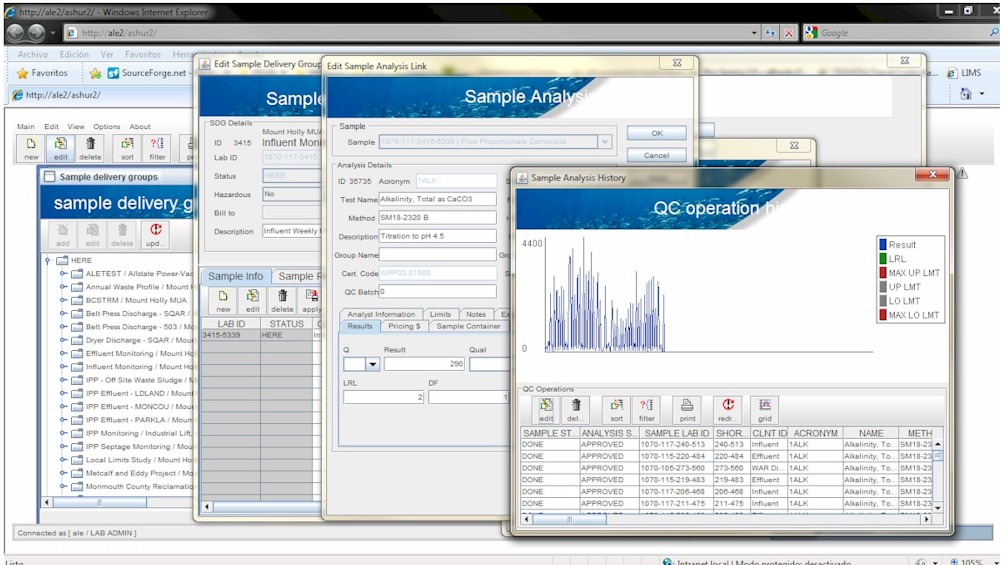 http://ale2/ashur2/ - Windows Internet Explorer
http://ale2/ashur2/
Google
Archivo Edición Ver Favoritos
Favoritos
SourceForge.net
LIMS
http://ale2/ashur2/
Main Edit View Options About
new edit delete sort filter
Sample delivery groups
sample delivery g
add edit delete upd...
HERE
ALETEST / Allstate Power-Vac
Annual Waste Profile / Mount H
BCSTRM / Mount Holly MUA
Belt Press Discharge - SQAR /
Belt Press Discharge - 503 / Mo
Dryer Discharge - SQAR / Mour
Effluent Monitoring / Mount Ho
Influent Monitoring / Mount Ho
IPP - Off Site Waste Sludge / M
IPP Effluent - LDLAND / Mount
IPP Effluent - MONCOU / Moun
IPP Effluent - PARKLA / Mount
IPP Monitoring / Industrial Lift,
IPP Septage Monitoring / Mount
Local Limits Study / Mount Ho
Metcalf and Eddy Project / Mo
Monmouth County Reclamatio
Connected as [ ale / LAB ADMIN ]
Edit Sample Delivery Group
Sample
SDG Details
Mount Holly MUA
ID 3415 Influent Moni
Lab ID 1070-117-3415
Status HERE
Hazardous No
Bill to
Description Influent Weekly
Sample Info Sample R
new edit delete apply
LAB ID STATUS
3415-5339 HERE
Edit Sample Analysis Link
Sample Analysis
Sample
Sample 1070-117-3415-5339 | Flow Proportionate Composite
OK
Cancel
Analysis Details
ID 35735 Acronym 1ALK
Test Name Alkalinity, Total as CaCO3
Method SM18-2320 B
Description Titration to pH 4.5
Group Name
Cert. Code WPP02.01500
QC Batch 0
Analyst Information Limits Notes
Results Pricing $ Sample Container
Q Result Qual
290
LRL DF
2 1
Sample Analysis History
QC operation hi
4400
0
Result
LRL
MAX UP LMT
UP LMT
LO LMT
MAX LO LMT
QC Operations
edit del... sort filter print redr... grid
SAMPLE ST... ANALYSIS S... SAMPLE LAB ID SHOR... CLNT ID ACRONYM NAME METH
DONE APPROVED 1070-117-240-513 240-513 Influent 1ALK Alkalinity, To... SM18-23
DONE APPROVED 1070-115-220-484 220-484 Effluent 1ALK Alkalinity, To... SM18-23
DONE APPROVED 1070-105-273-560 273-560 WAR Di... 1ALK Alkalinity, To... SM18-23
DONE APPROVED 1070-115-219-483 219-483 Effluent 1ALK Alkalinity, To... SM18-23
DONE APPROVED 1070-117-206-468 206-468 Influent 1ALK Alkalinity, To... SM18-23
DONE APPROVED 1070-117-211-475 211-475 Influent 1ALK Alkalinity, To... SM18-23
Listo
Intranet local | Modo protegido: desactivado
105%